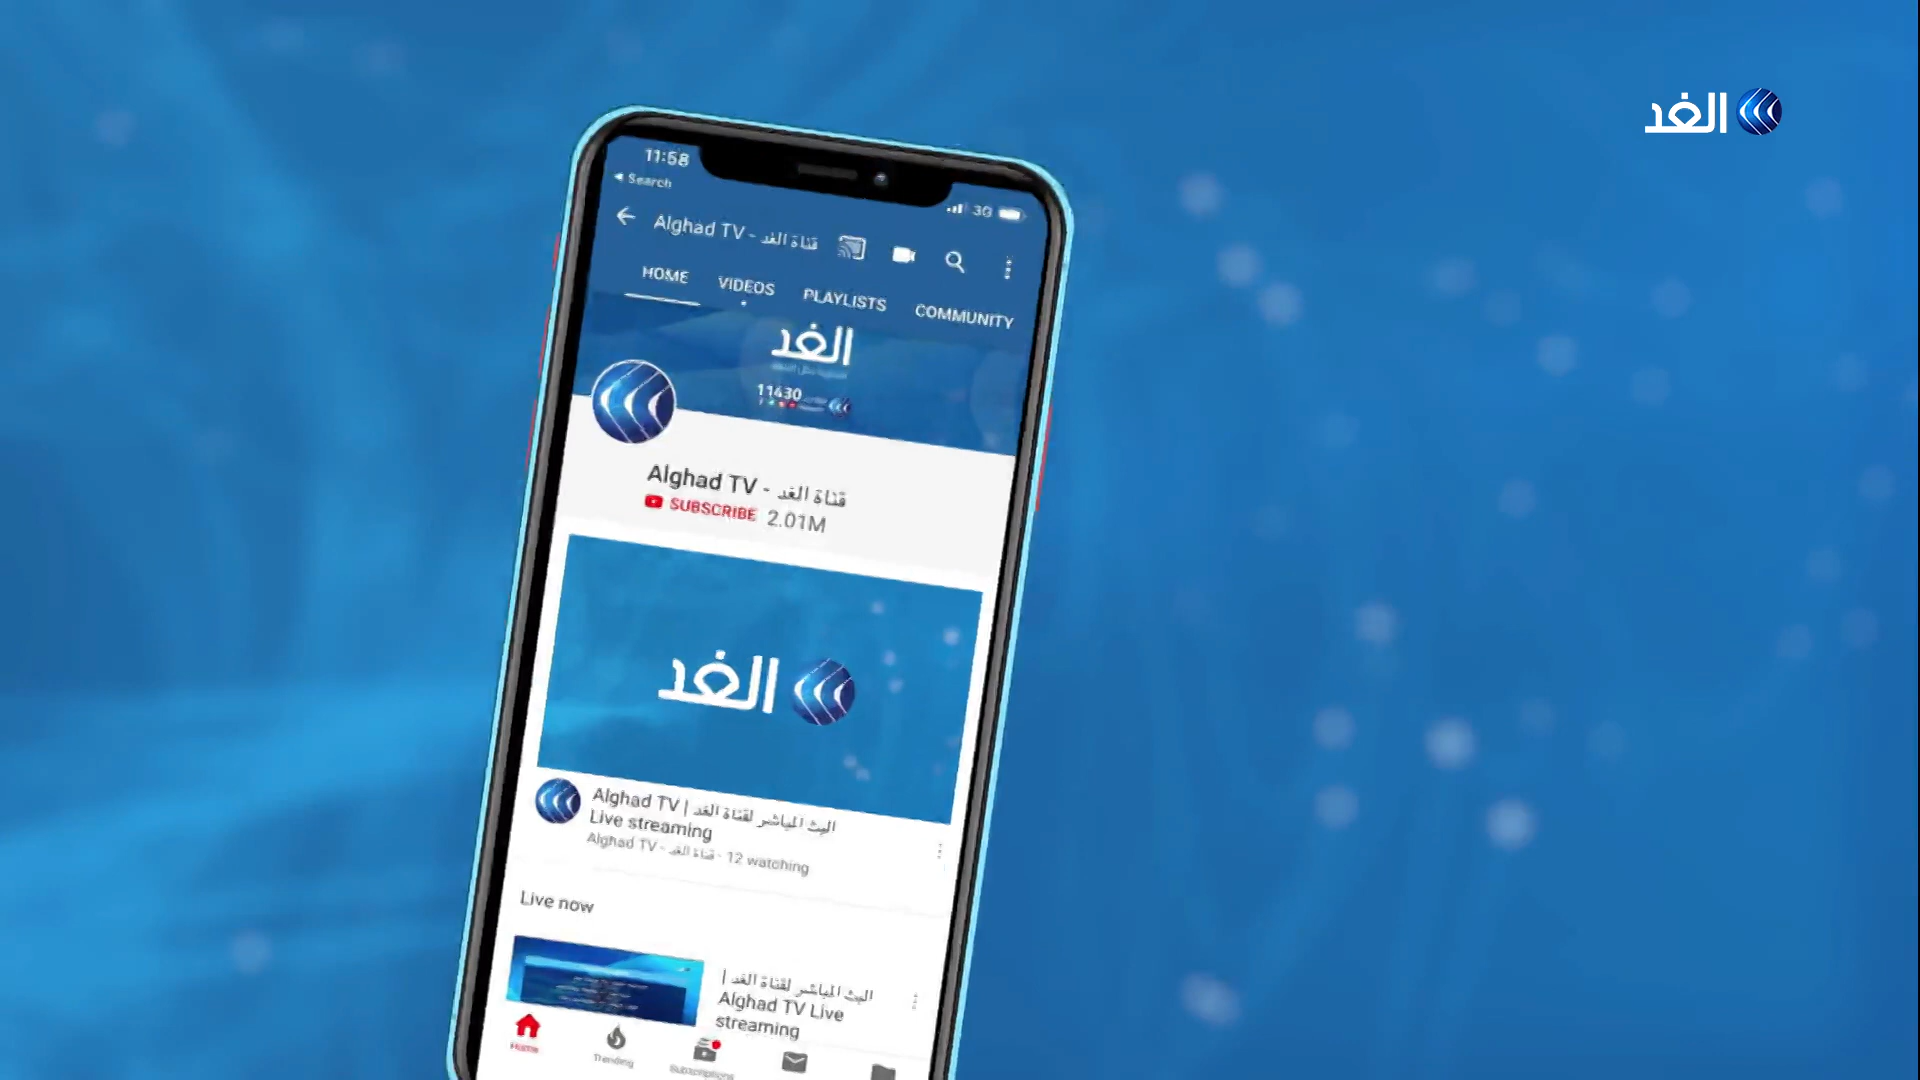 الغد
11:58
Search
3G
Alghad TV - قناة الغد
HOME VIDEOS PLAYLISTS COMMUNITY
الغد
11430
Alghad TV - قناة الغد
SUBSCRIBE 2.01M
الغد
Alghad TV | البث المباشر لقناة الغد
Live streaming
Alghad TV - قناة الغد · 12 watching
Live now
البث المباشر لقناة الغد |
Alghad TV Live
streaming
Home Trending Subscriptions